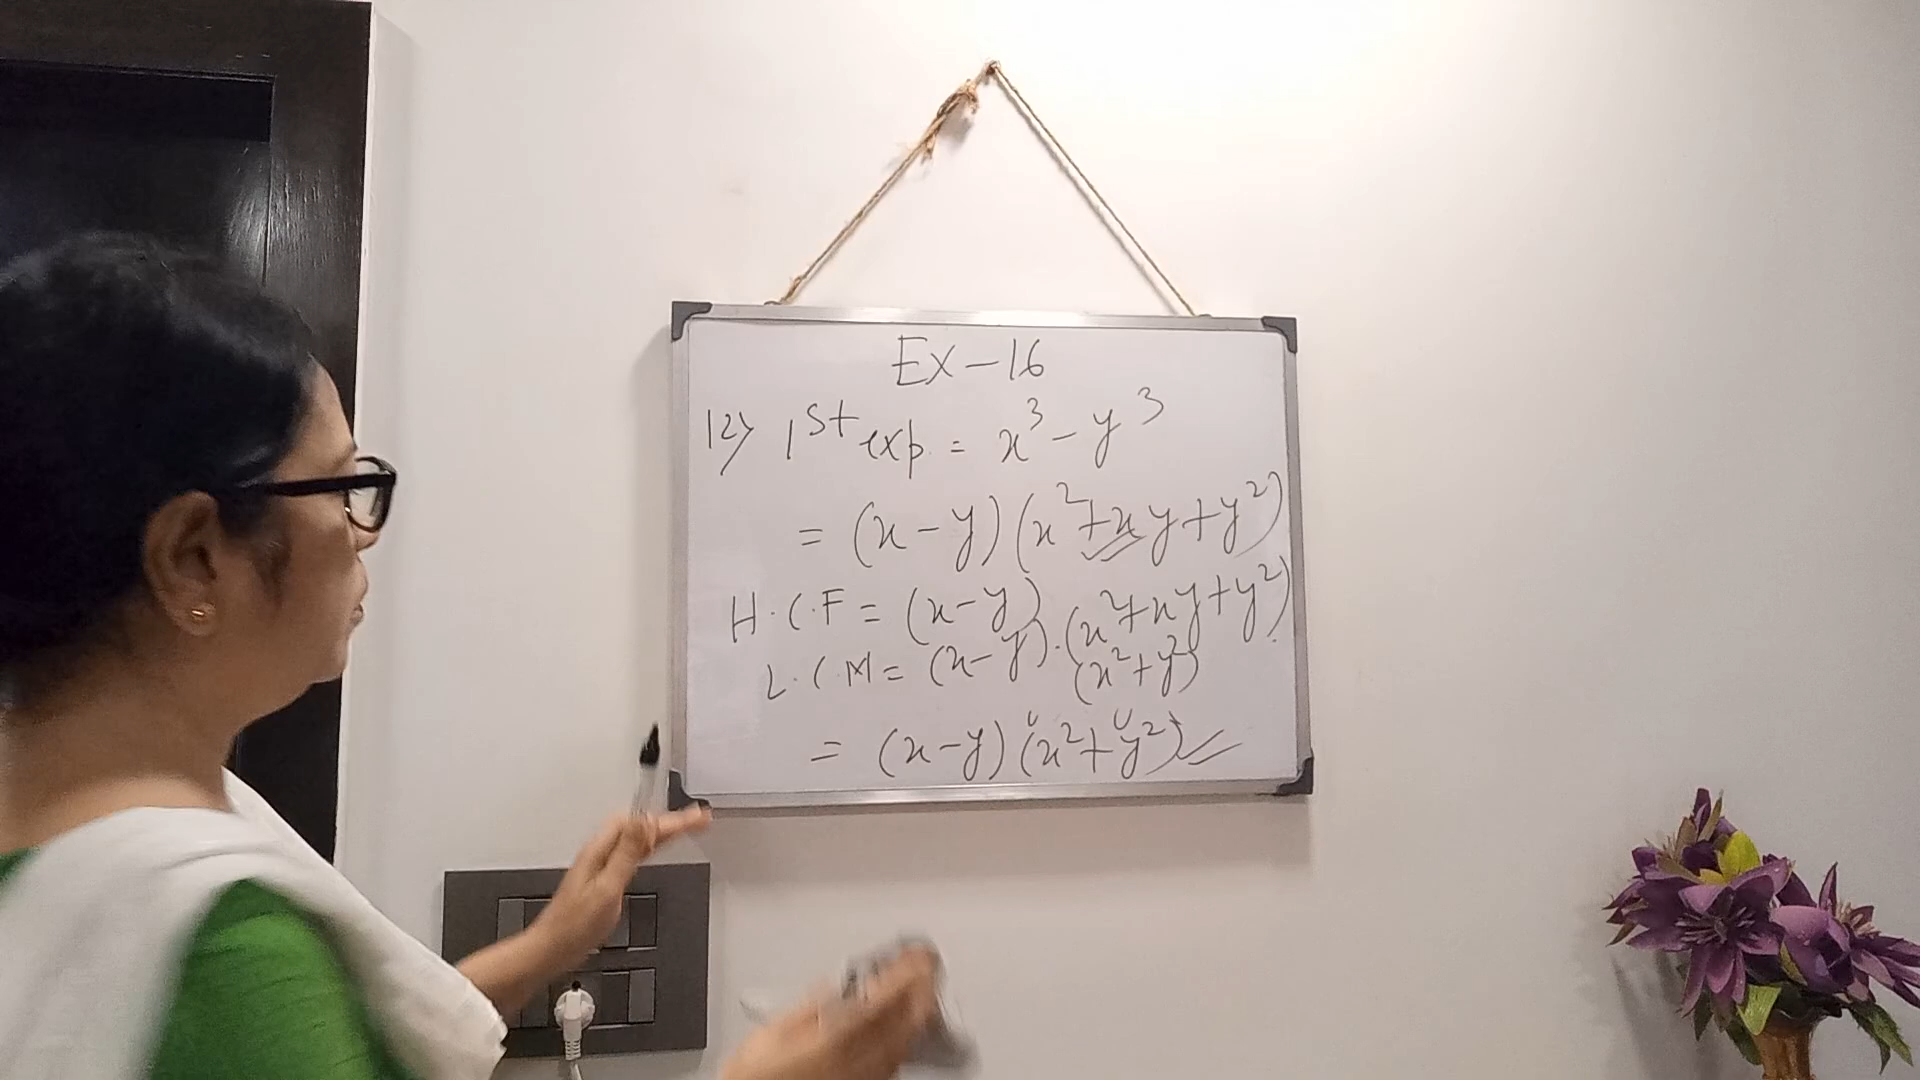 Ex-16
12) 1st exp. = x³ - y³
= (x-y)(x²+xy+y²)
H.C.F = (x-y)
L.C.M = (x-y).(x²+xy+y²)
(x²+y²)
= (x-y)(x²+y²)